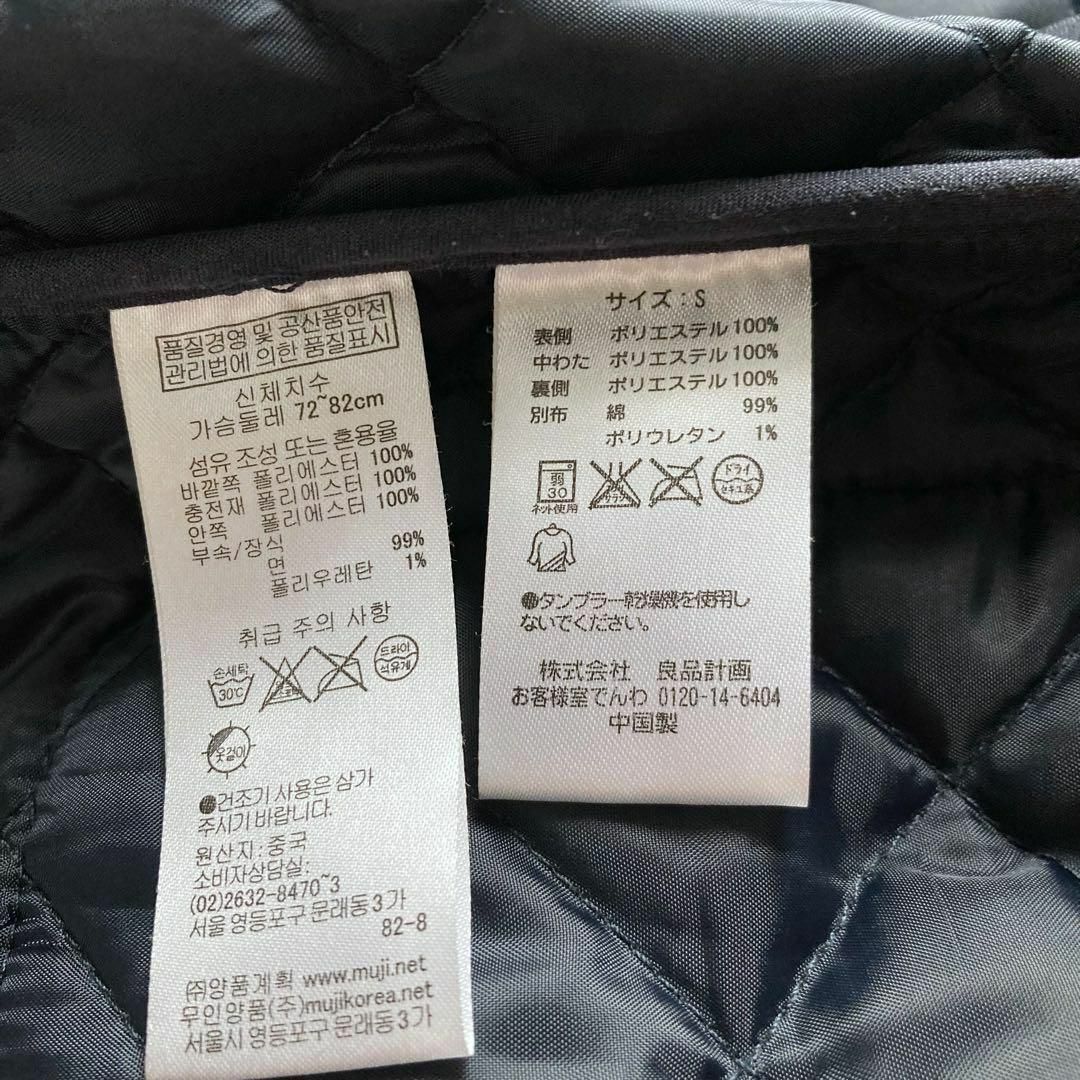 품질경영 및 공산품안전
관리법에 의한 품질표시
신체치수
가슴둘레 72~82cm
섬유 조성 또는 혼용율
바깥쪽 폴리에스터 100%
충전재 폴리에스터 100%
안쪽 폴리에스터 100%
부속/장식
면 99%
폴리우레탄 1%
취급 주의 사항
손세탁
30℃
드라이
석유계
옷걸이
●건조기 사용은 삼가
주시기 바랍니다.
원산지: 중국
소비자상담실:
(02)2632-8470~3
서울 영등포구 문래동3가
82-8
㈜양품계획 www.muji.net
무인양품(주)mujikorea.net
서울시 영등포구 문래동3가
サイズ:S
表側 ポリエステル100%
中わた ポリエステル100%
裏側 ポリエステル100%
別布 綿 99%
ポリウレタン 1%
弱
30
ネット使用
ドライ
セキユ系
●タンブラー乾燥機を使用し
ないでください。
株式会社 良品計画
お客様室でんわ 0120-14-6404
中国製